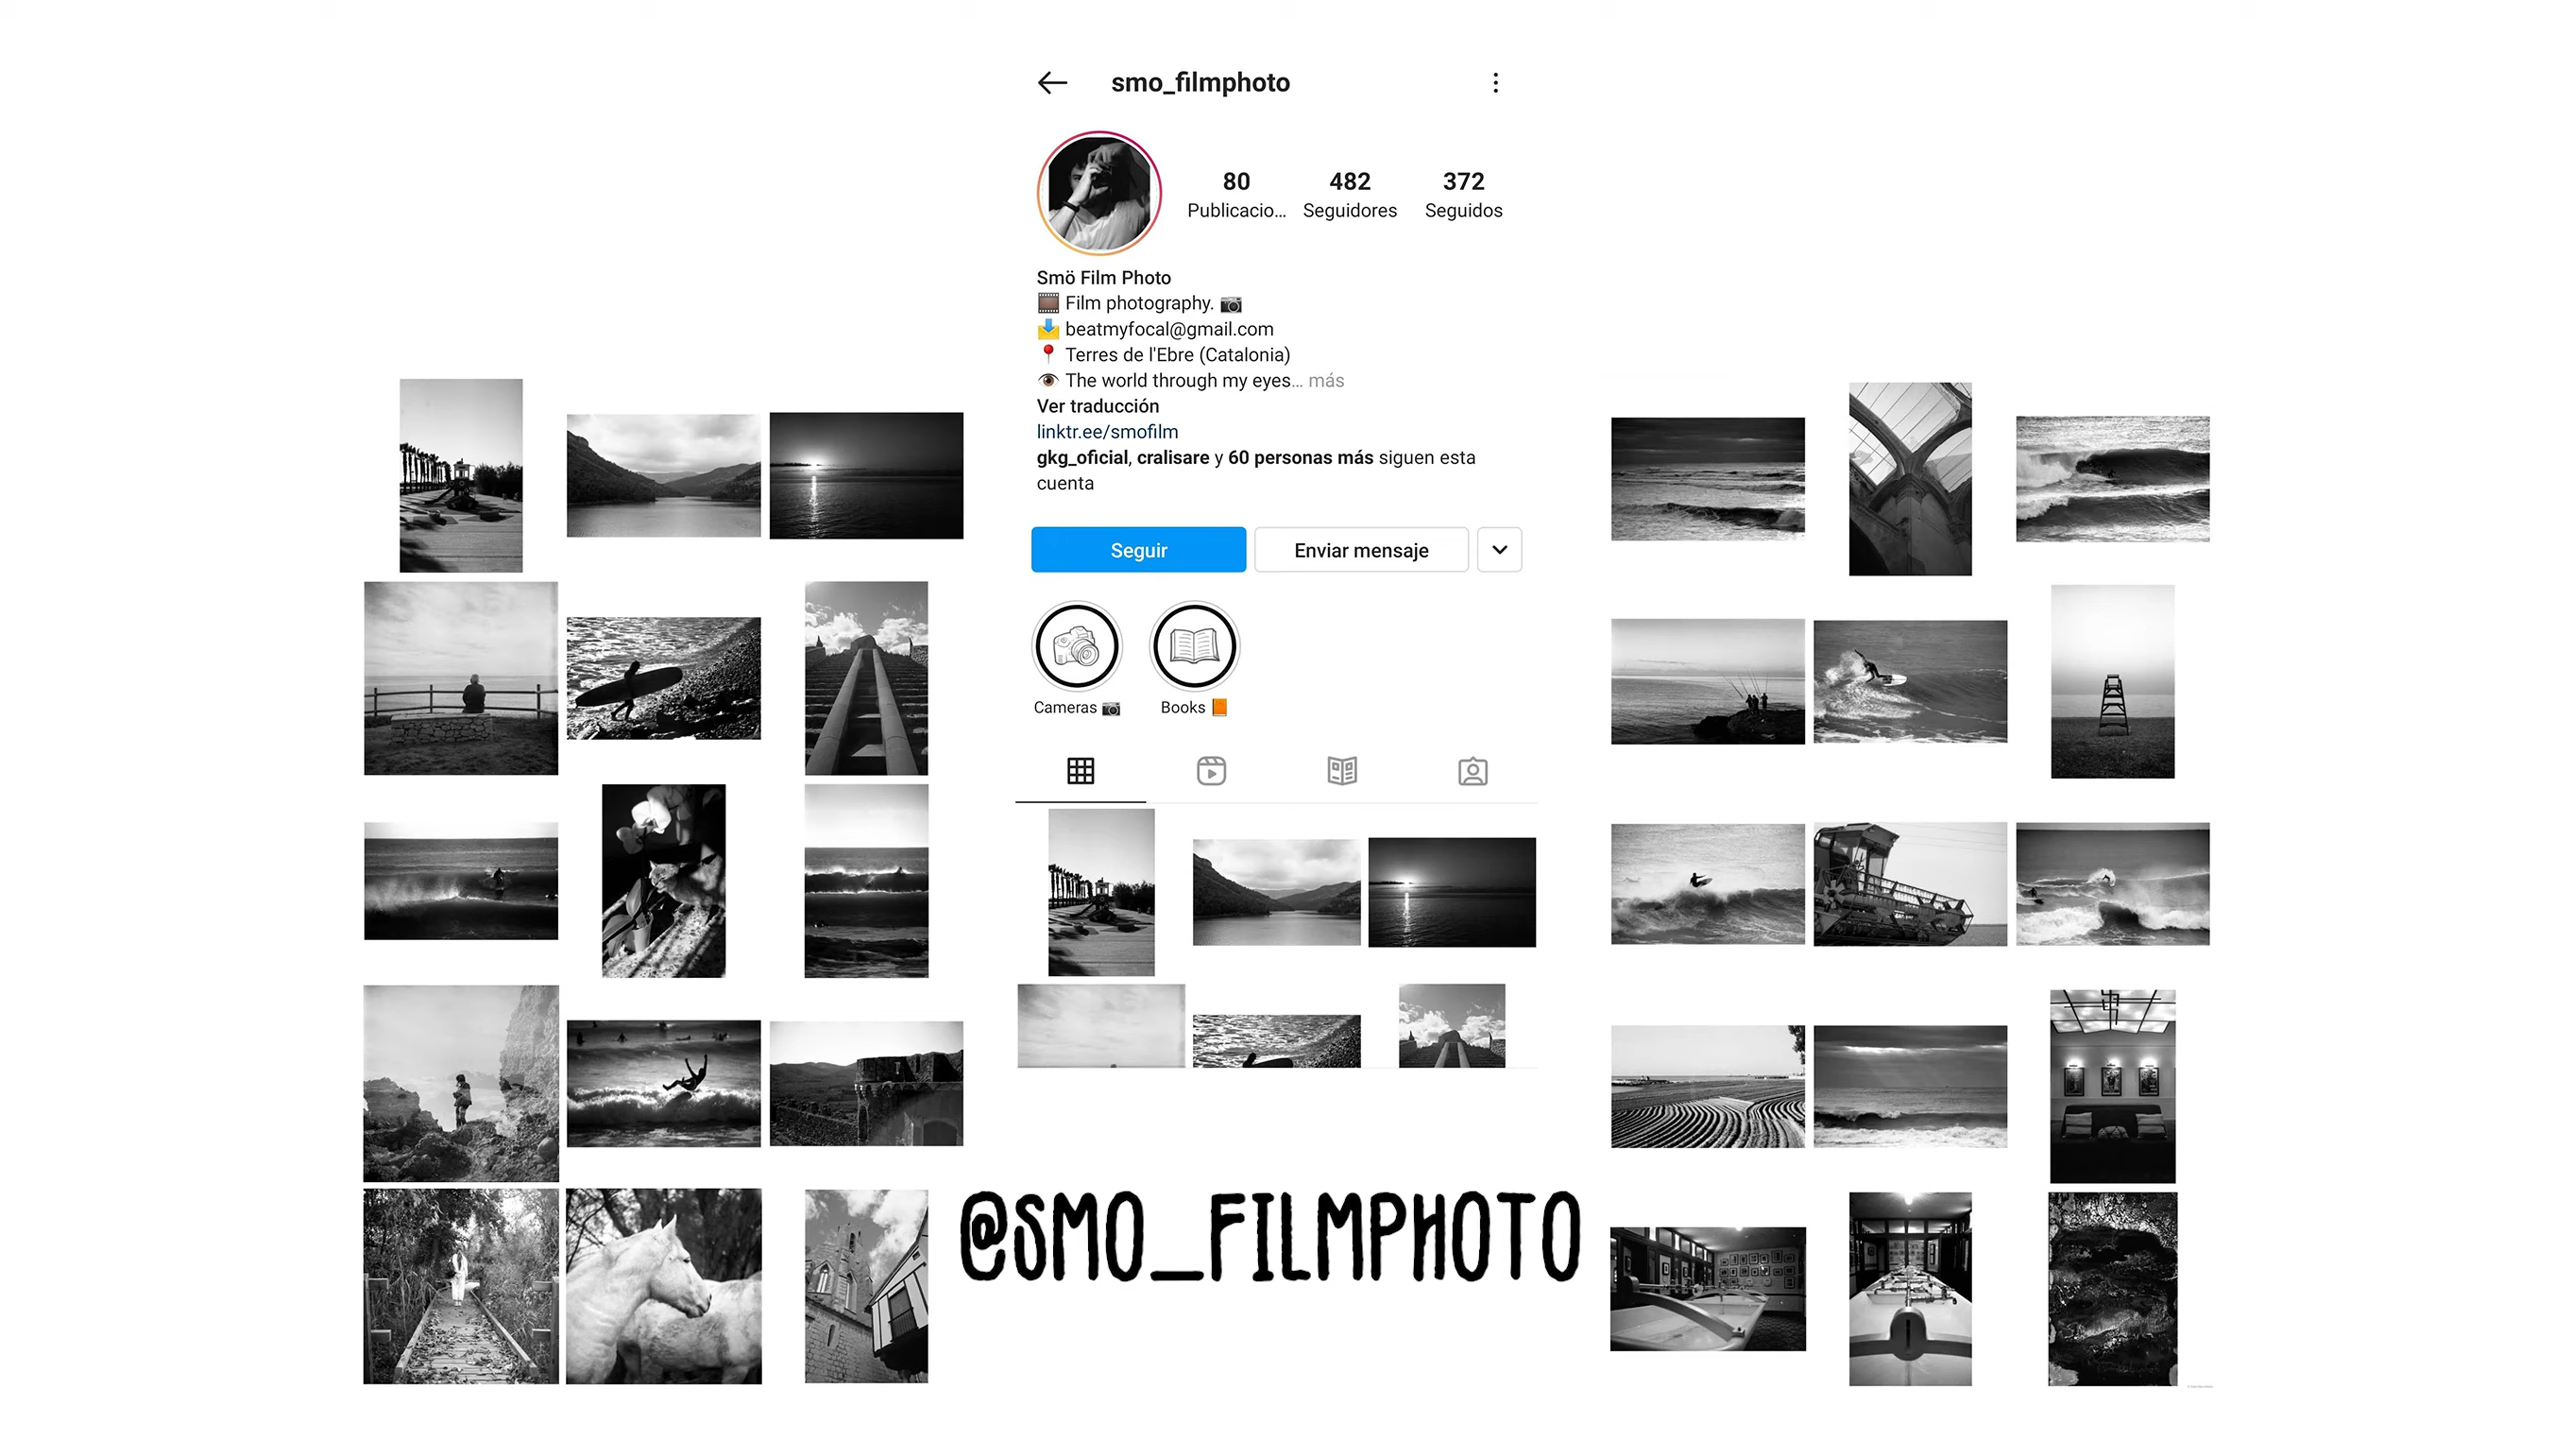 smo_filmphoto
80 482 372
Publicacio... Seguidores Seguidos
Smö Film Photo
Film photography.
beatmyfocal@gmail.com
Terres de l'Ebre (Catalonia)
The world through my eyes... más
Ver traducción
linktr.ee/smofilm
gkg_oficial, cralisare y 60 personas más siguen esta
cuenta
Seguir Enviar mensaje
Cameras Books
@SMO_FILMPHOTO